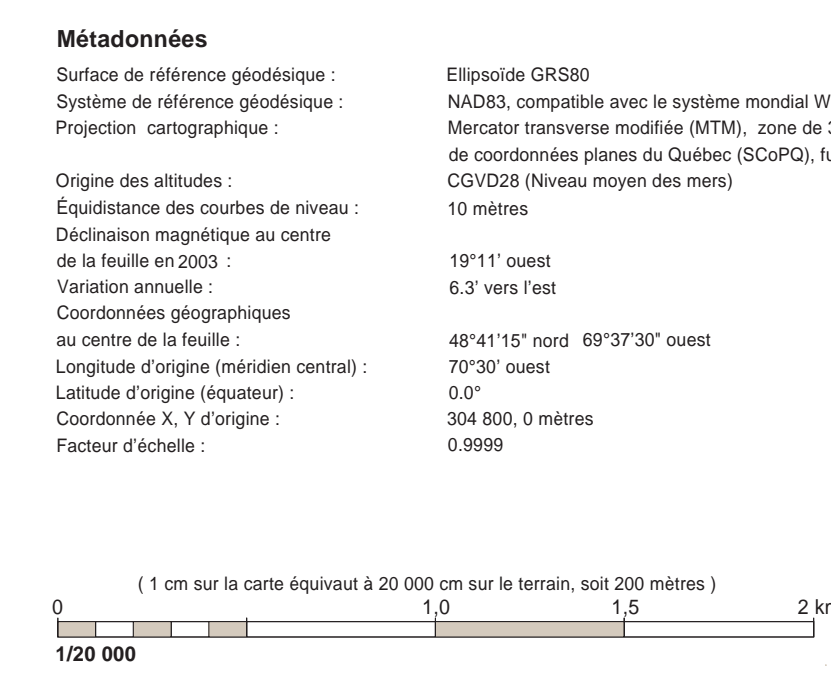 Métadonnées
Surface de référence géodésique : Ellipsoïde GRS80
Système de référence géodésique : NAD83, compatible avec le système mondial W
Projection cartographique : Mercator transverse modifiée (MTM), zone de 3
de coordonnées planes du Québec (SCoPQ), fu
Origine des altitudes : CGVD28 (Niveau moyen des mers)
Équidistance des courbes de niveau : 10 mètres
Déclinaison magnétique au centre
de la feuille en 2003 : 19°11’ ouest
Variation annuelle : 6.3’ vers l’est
Coordonnées géographiques
au centre de la feuille : 48°41’15" nord 69°37’30" ouest
Longitude d’origine (méridien central) : 70°30’ ouest
Latitude d’origine (équateur) : 0.0°
Coordonnée X, Y d’origine : 304 800, 0 mètres
Facteur d’échelle : 0.9999
( 1 cm sur la carte équivaut à 20 000 cm sur le terrain, soit 200 mètres )
0 1,0 1,5 2 km
1/20 000